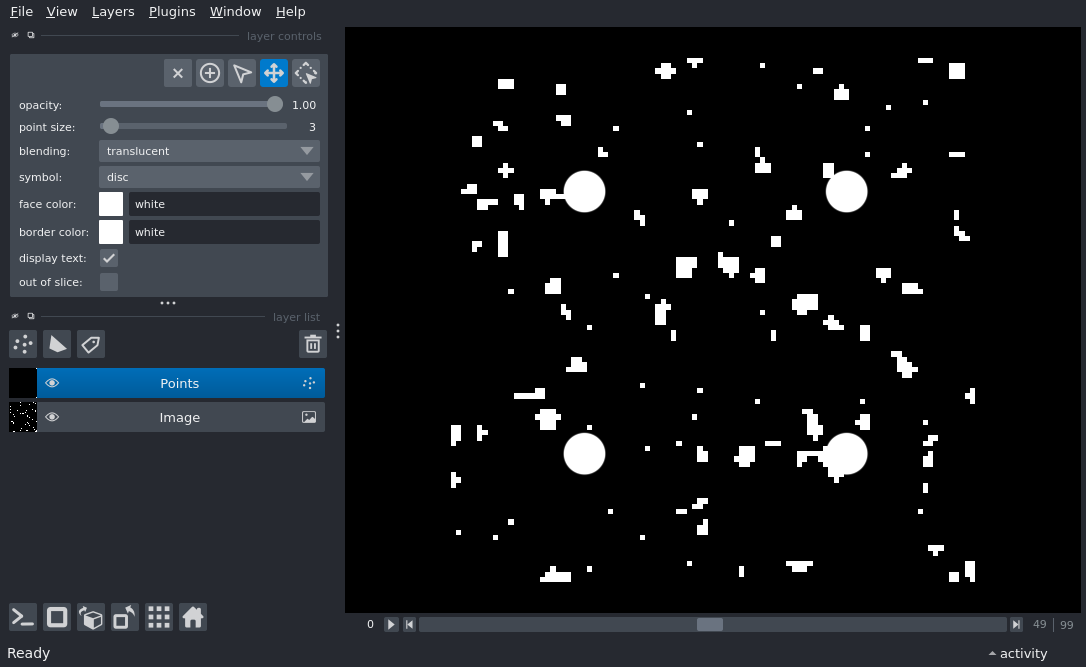 File View Layers Plugins Window Help
layer controls
opacity: 1.00
point size: 3
blending: translucent
symbol: disc
face color: white
border color: white
display text:
out of slice:
layer list
Points
Image
0 49 99
Ready activity